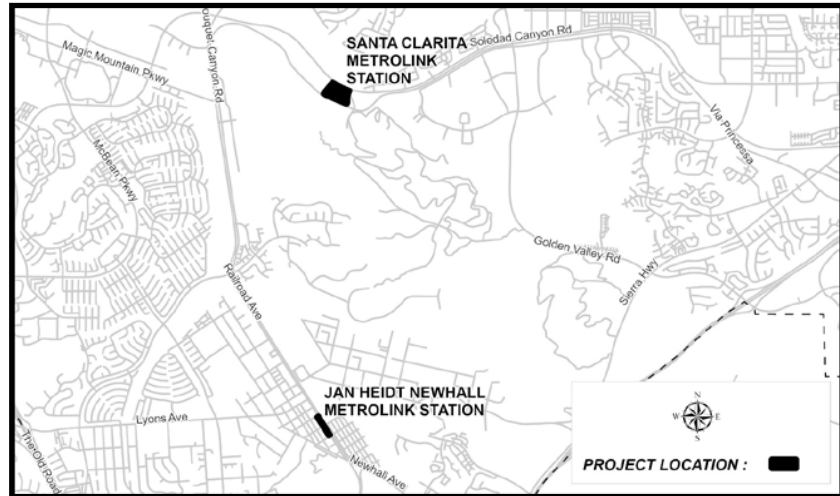 SANTA CLARITA
METROLINK
STATION
Soledad Canyon Rd
Magic Mountain Pkwy
ouquet Canyon Rd
McBean Pkwy
Via Princessa
Golden Valley Rd
Sierra Hwy
Railroad Ave
JAN HEIDT NEWHALL
METROLINK STATION
Lyons Ave
The Old Road
Newhall Ave
N
W E
S
PROJECT LOCATION :